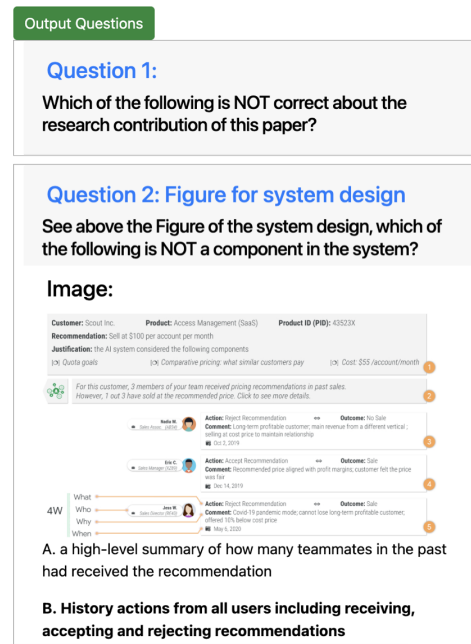 Output Questions
Question 1:
Which of the following is NOT correct about the
research contribution of this paper?
Question 2: Figure for system design
See above the Figure of the system design, which of
the following is NOT a component in the system?
Image:
Customer: Scout Inc. Product: Access Management (SaaS) Product ID (PID): 43523X
Recommendation: Sell at $100 per account per month
Justification: the AI system considered the following components
Quota goals Comparative pricing: what similar customers pay Cost: $55 /account/month
1
For this customer, 3 members of your team received pricing recommendations in past sales.
However, 1 out 3 have sold at the recommended price. Click to see more details.
2
Action: Reject Recommendation Outcome: No Sale
Comment: Long-term profitable customer; main revenue from a different vertical ;
selling at cost price to maintain relationship
Oct 2, 2019
3
Eric C.
Action: Accept Recommendation Outcome: Sale
Comment: Recommended price aligned with profit margins; customer felt the price
was fair
Dec 14, 2019
4
4W
What
Who
Why
When
Jess W.
Action: Reject Recommendation Outcome: Sale
Comment: Covid-19 pandemic mode; cannot lose long-term profitable customer;
offered 10% below cost price
May 6, 2020
5
A. a high-level summary of how many teammates in the past
had received the recommendation
B. History actions from all users including receiving,
accepting and rejecting recommendations